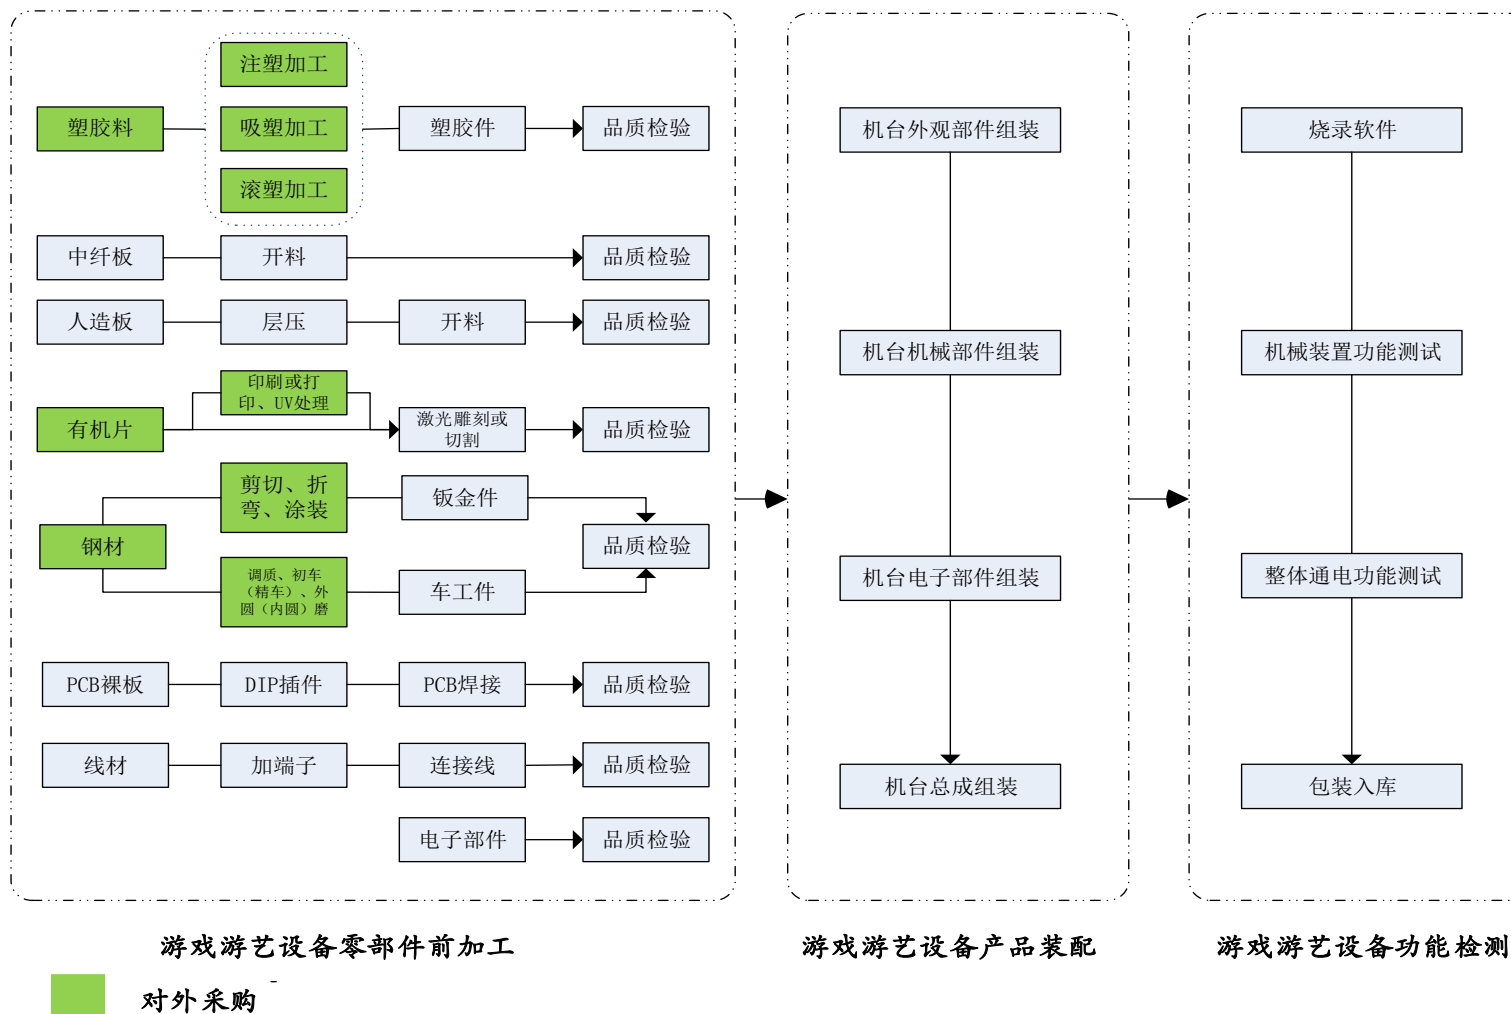 注塑加工
塑胶料
吸塑加工
塑胶件
品质检验
滚塑加工
中纤板
开料
品质检验
人造板
层压
开料
品质检验
印刷或打
印、UV处理
有机片
激光雕刻或
切割
品质检验
剪切、折
弯、涂装
钣金件
钢材
品质检验
调质、初车
（精车）、外
圆（内圆）磨
车工件
PCB裸板
DIP插件
PCB焊接
品质检验
线材
加端子
连接线
品质检验
电子部件
品质检验
游戏游艺设备零部件前加工
对外采购
机台外观部件组装
机台机械部件组装
机台电子部件组装
机台总成组装
游戏游艺设备产品装配
烧录软件
机械装置功能测试
整体通电功能测试
包装入库
游戏游艺设备功能检测